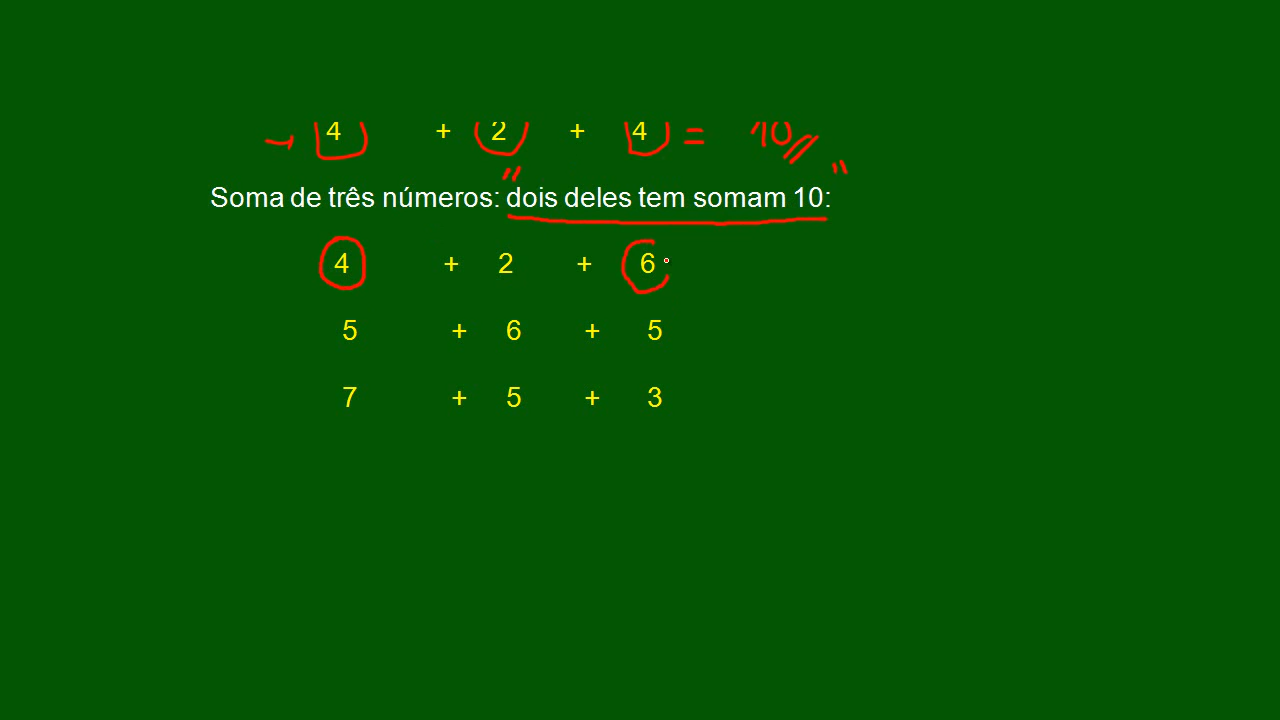 4 + 2 + 4 = 10//
Soma de três números: "dois deles tem somam 10:"
4 + 2 + 6
5 + 6 + 5
7 + 5 + 3